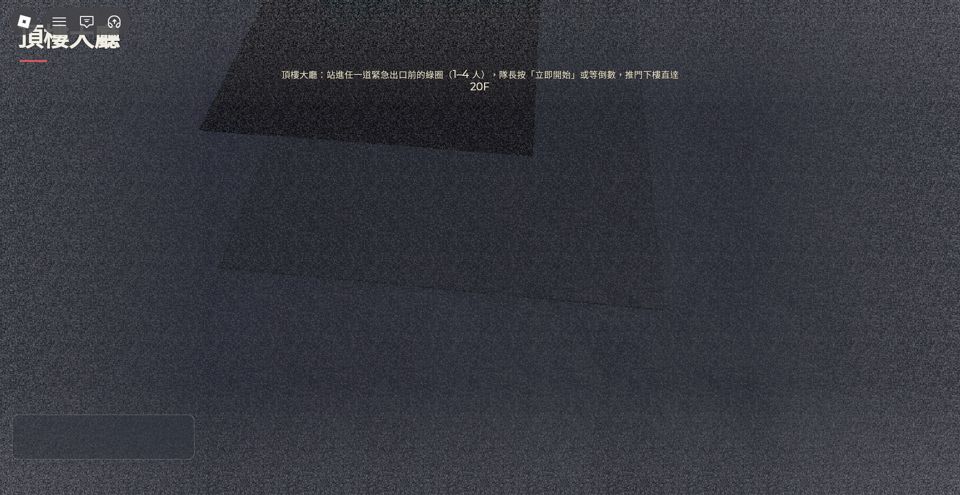 頂樓大廳
頂樓大廳：站進任一道緊急出口前的綠圈（1–4 人），隊長按「立即開始」或等倒數，推門下樓直達
20F